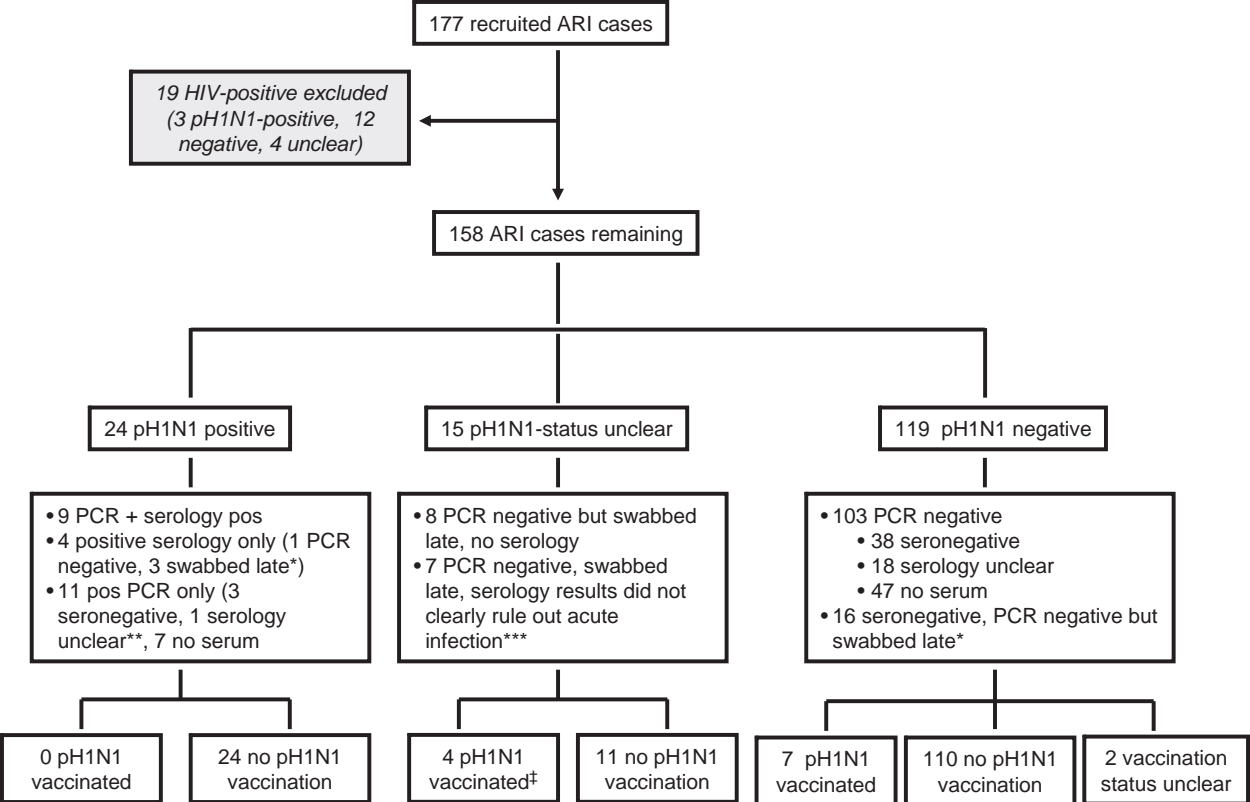 177 recruited ARI cases
19 HIV-positive excluded
(3 pH1N1-positive, 12
negative, 4 unclear)
158 ARI cases remaining
24 pH1N1 positive
15 pH1N1-status unclear
119 pH1N1 negative
• 9 PCR + serology pos
• 4 positive serology only (1 PCR
negative, 3 swabbed late*)
• 11 pos PCR only (3
seronegative, 1 serology
unclear**, 7 no serum
• 8 PCR negative but swabbed
late, no serology
• 7 PCR negative, swabbed
late, serology results did not
clearly rule out acute
infection***
• 103 PCR negative
• 38 seronegative
• 18 serology unclear
• 47 no serum
• 16 seronegative, PCR negative but
swabbed late*
0 pH1N1
vaccinated
24 no pH1N1
vaccination
4 pH1N1
vaccinated‡
11 no pH1N1
vaccination
7 pH1N1
vaccinated
110 no pH1N1
vaccination
2 vaccination
status unclear